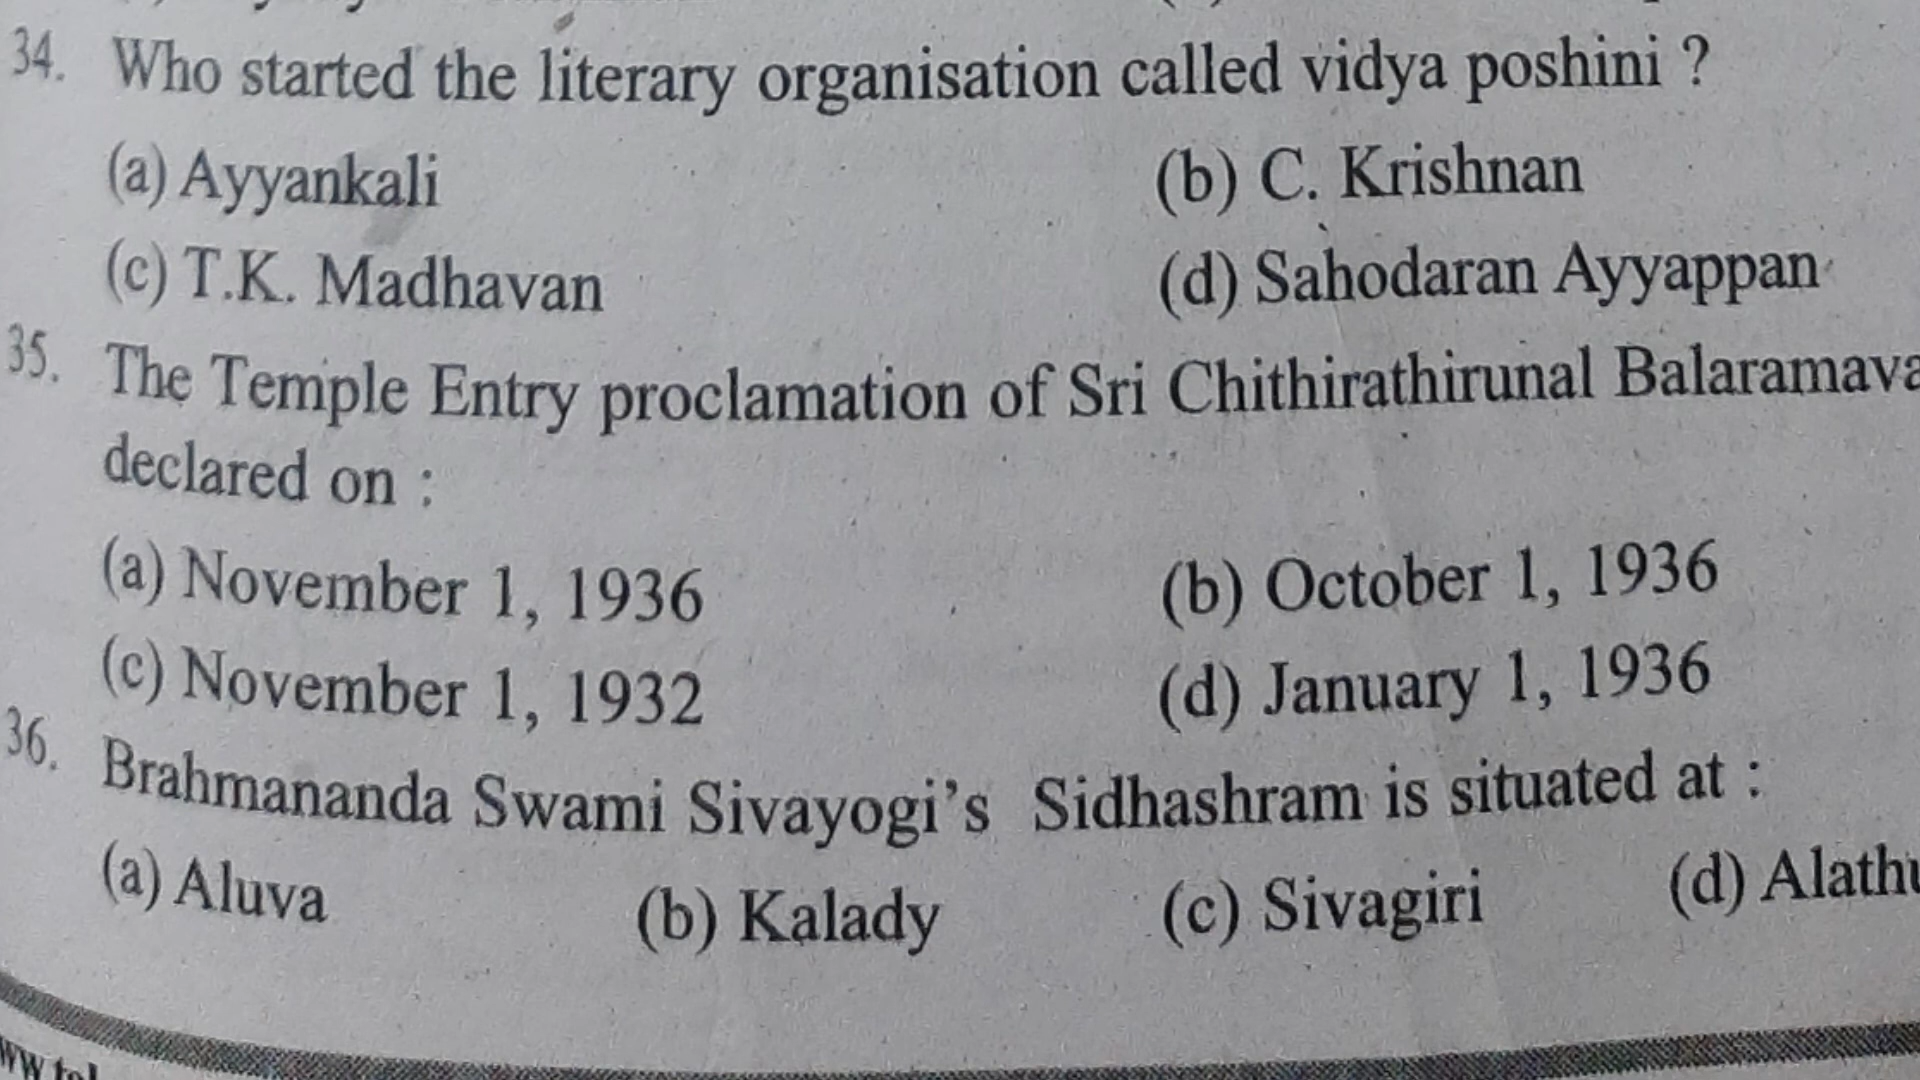 34. Who started the literary organisation called vidya poshini ?
(a) Ayyankali (b) C. Krishnan
(c) T.K. Madhavan (d) Sahodaran Ayyappan
35. The Temple Entry proclamation of Sri Chithirathirunal
declared on :
(a) November 1, 1936 (b) October 1, 1936
(c) November 1, 1932 (d) January 1, 1936
36. Brahmananda Swami Sivayogi's Sidhashram is situated at :
(a) Aluva (b) Kalady (c) Sivagiri (d)